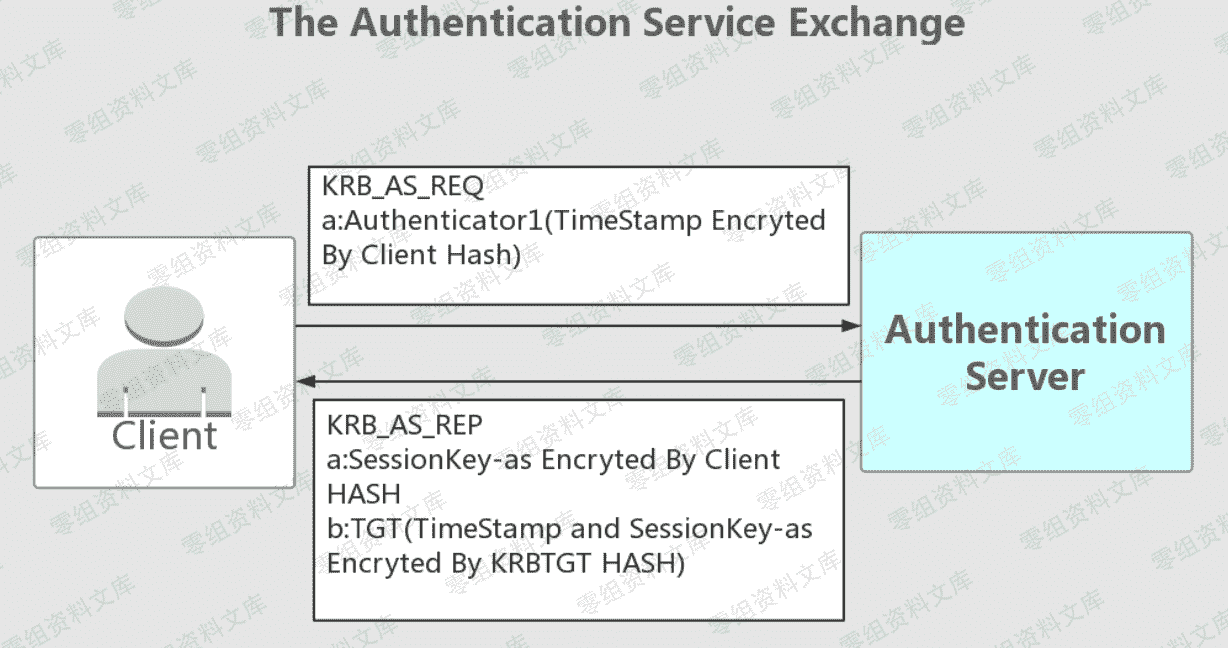 The Authentication Service Exchange
KRB_AS_REQ
a:Authenticator1(TimeStamp Encryted
By Client Hash)
Client
Authentication
Server
KRB_AS_REP
a:SessionKey-as Encryted By Client
HASH
b:TGT(TimeStamp and SessionKey-as
Encryted By KRBTGT HASH)
零组资料文库